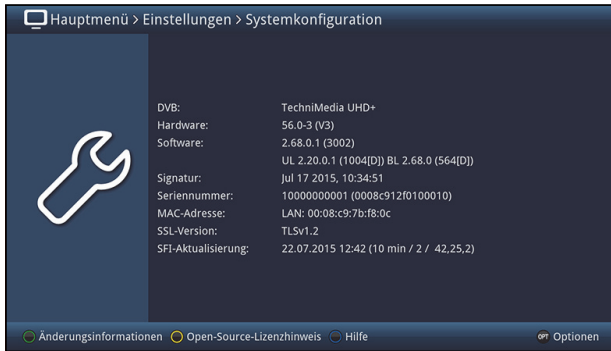 Hauptmenü > Einstellungen > Systemkonfiguration
DVB: TechniMedia UHD+
Hardware: 56.0-3 (V3)
Software: 2.68.0.1 (3002)
UL 2.20.0.1 (1004[D]) BL 2.68.0 (564[D])
Signatur: Jul 17 2015, 10:34:51
Seriennummer: 10000000001 (0008c912f0100010)
MAC-Adresse: LAN: 00:08:c9:7b:f8:0c
SSL-Version: TLSv1.2
SFI-Aktualisierung: 22.07.2015 12:42 (10 min / 2 / 42,25,2)
Änderungsinformationen Open-Source-Lizenzhinweis Hilfe OPT Optionen